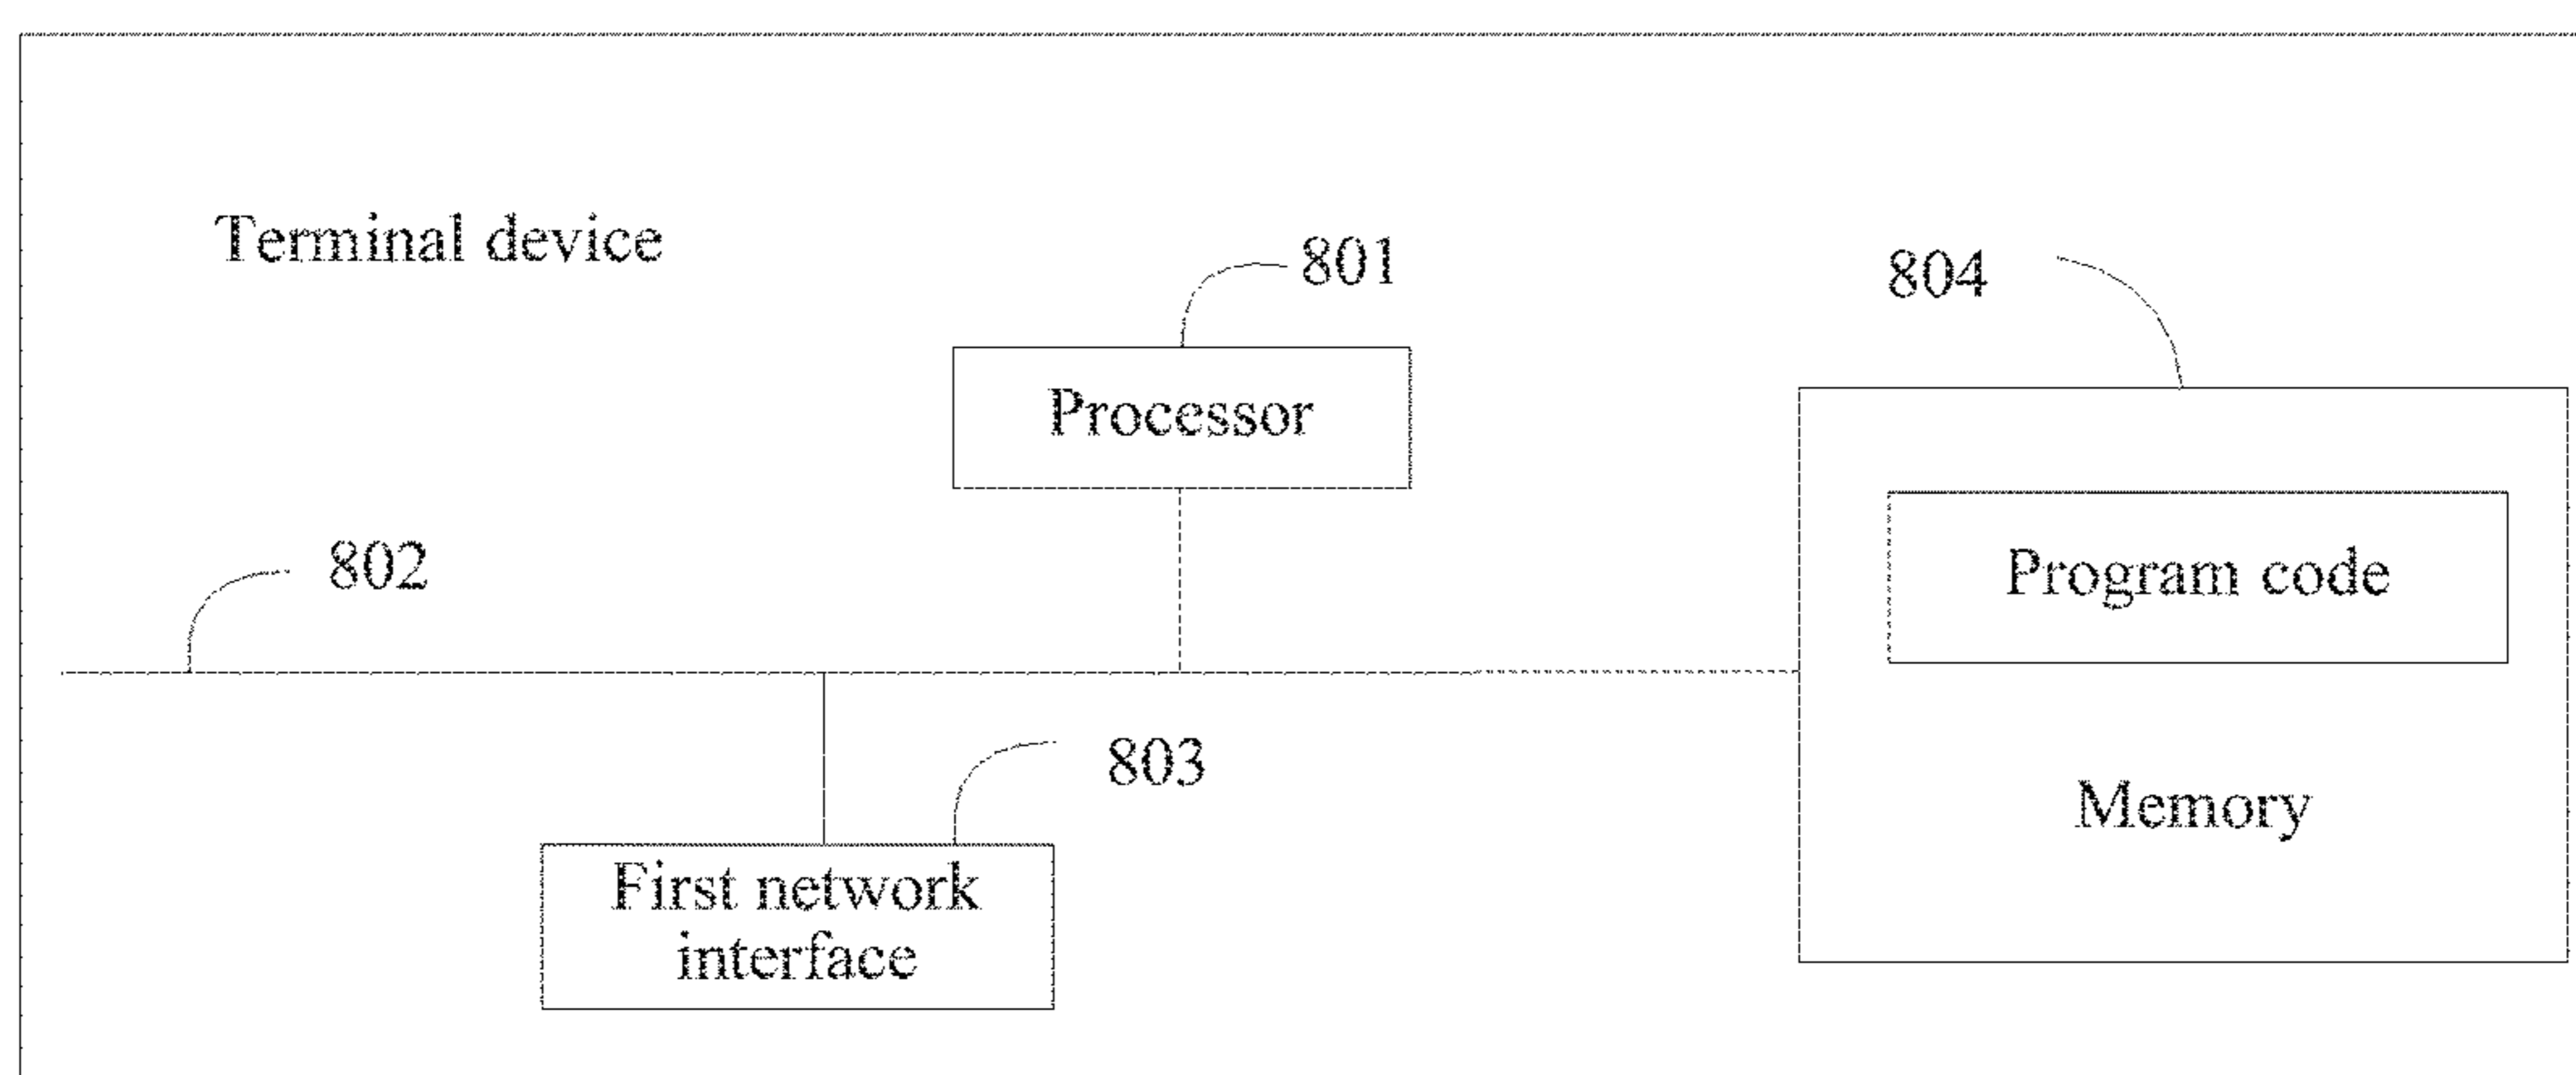 Terminal device
801
804
Processor
802
Program code
803
Memory
First network
interface